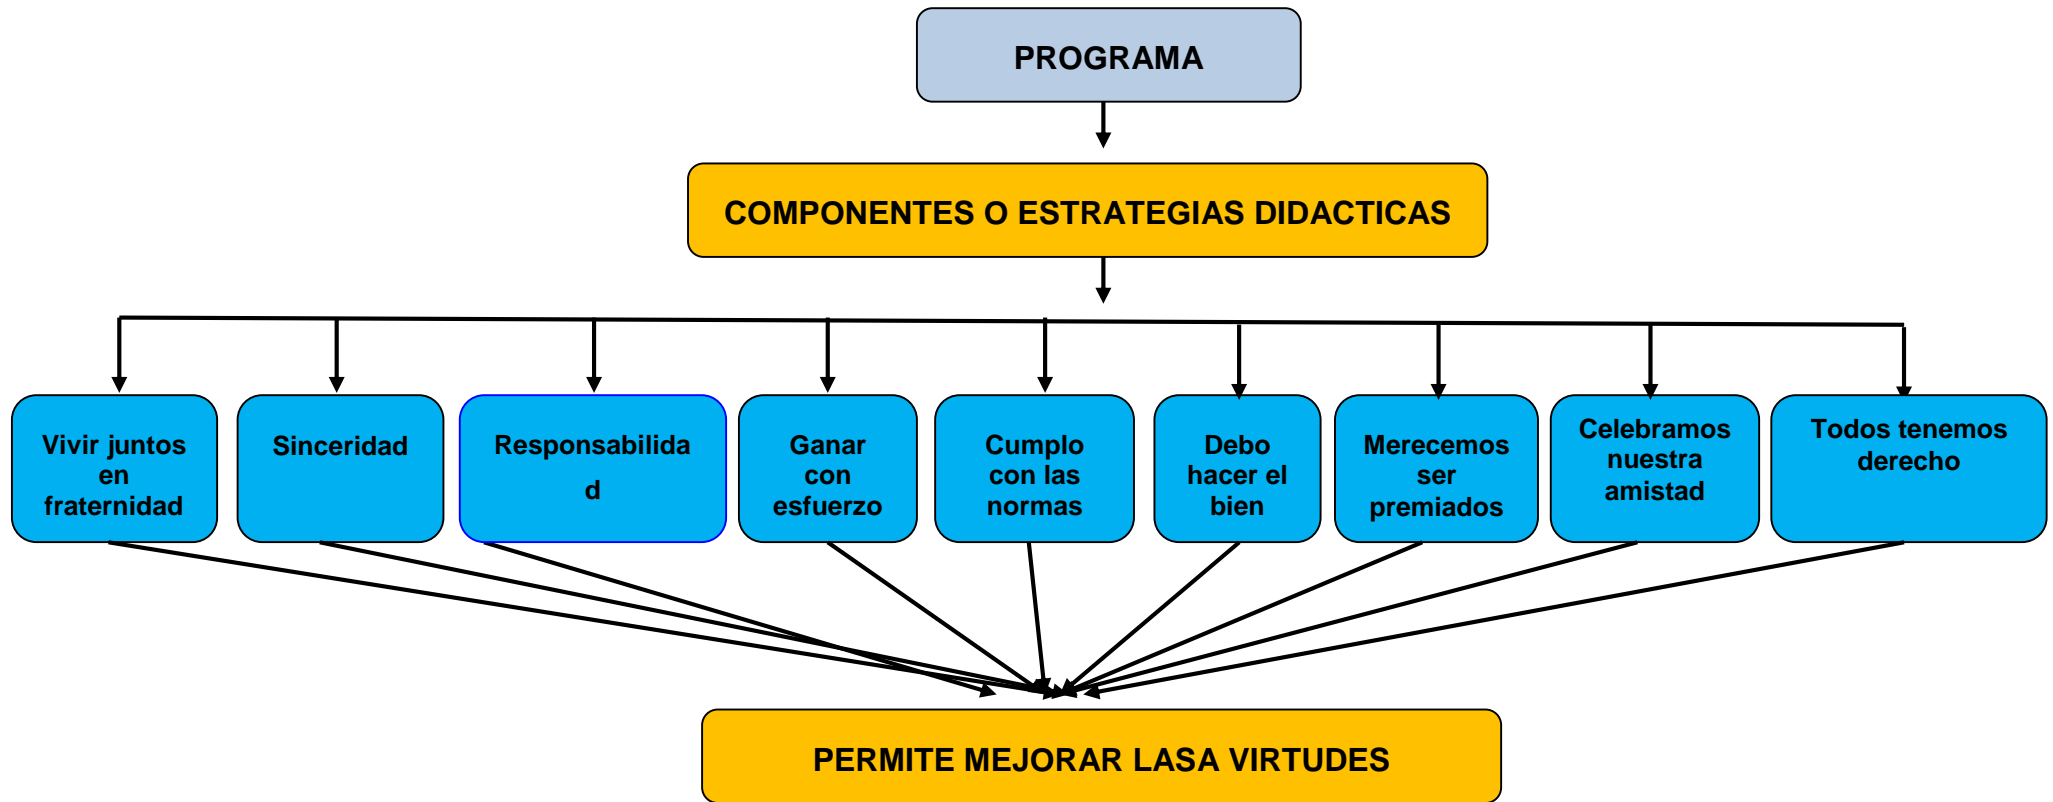 PROGRAMA
COMPONENTES O ESTRATEGIAS DIDACTICAS
Vivir juntos
en
fraternidad
Sinceridad
Responsabilida
d
Ganar
con
esfuerzo
Cumplo
con las
normas
Debo
hacer el
bien
Merecemos
ser
premiados
Celebramos
nuestra
amistad
Todos tenemos
derecho
PERMITE MEJORAR LASA VIRTUDES